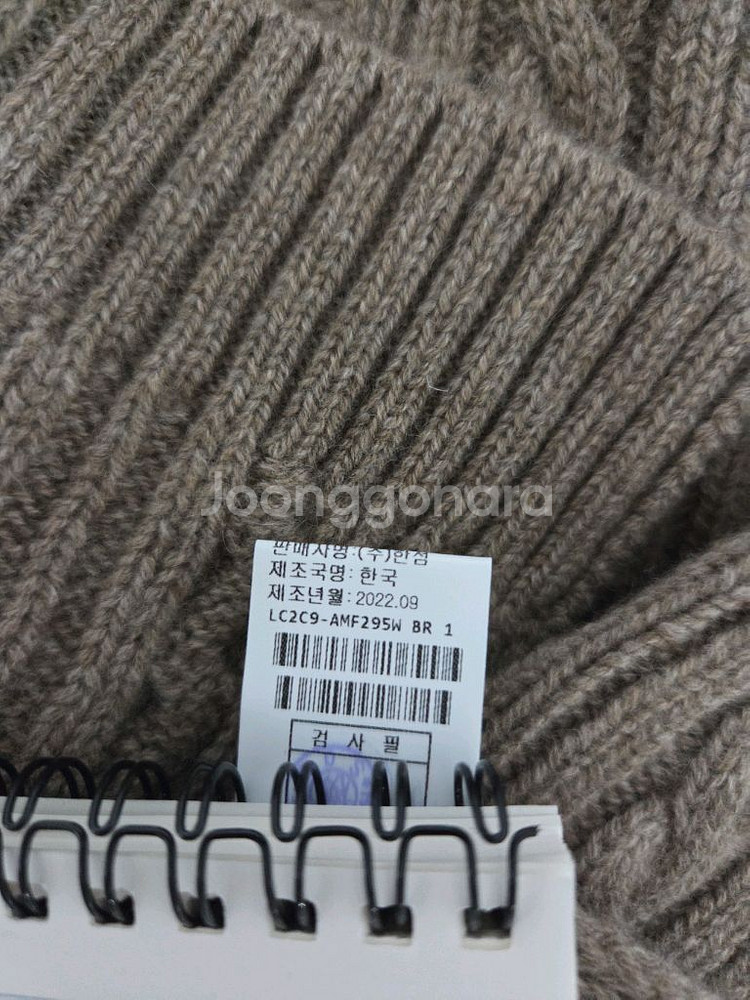 Joonggonara
판매자명:(주)한섬
제조국명: 한국
제조년월:2022.09
LC2C9-AMF295W BR 1
검 사 필